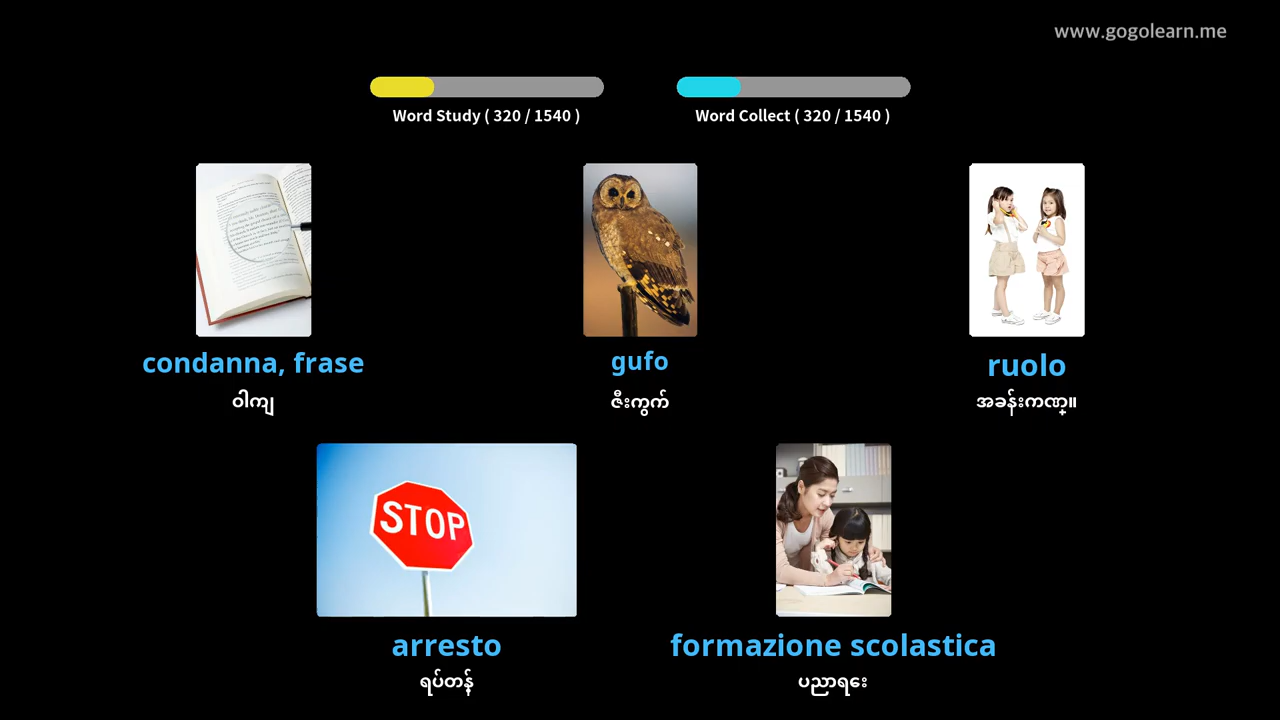 www.gogolearn.me
Word Study ( 320 / 1540 )
Word Collect ( 320 / 1540 )
condanna, frase
ဝါကျ
gufo
ဇီးကွက်
ruolo
အခန်းကဏ္။
STOP
arresto
ရပ်တန့်
formazione scolastica
ပညာရေး